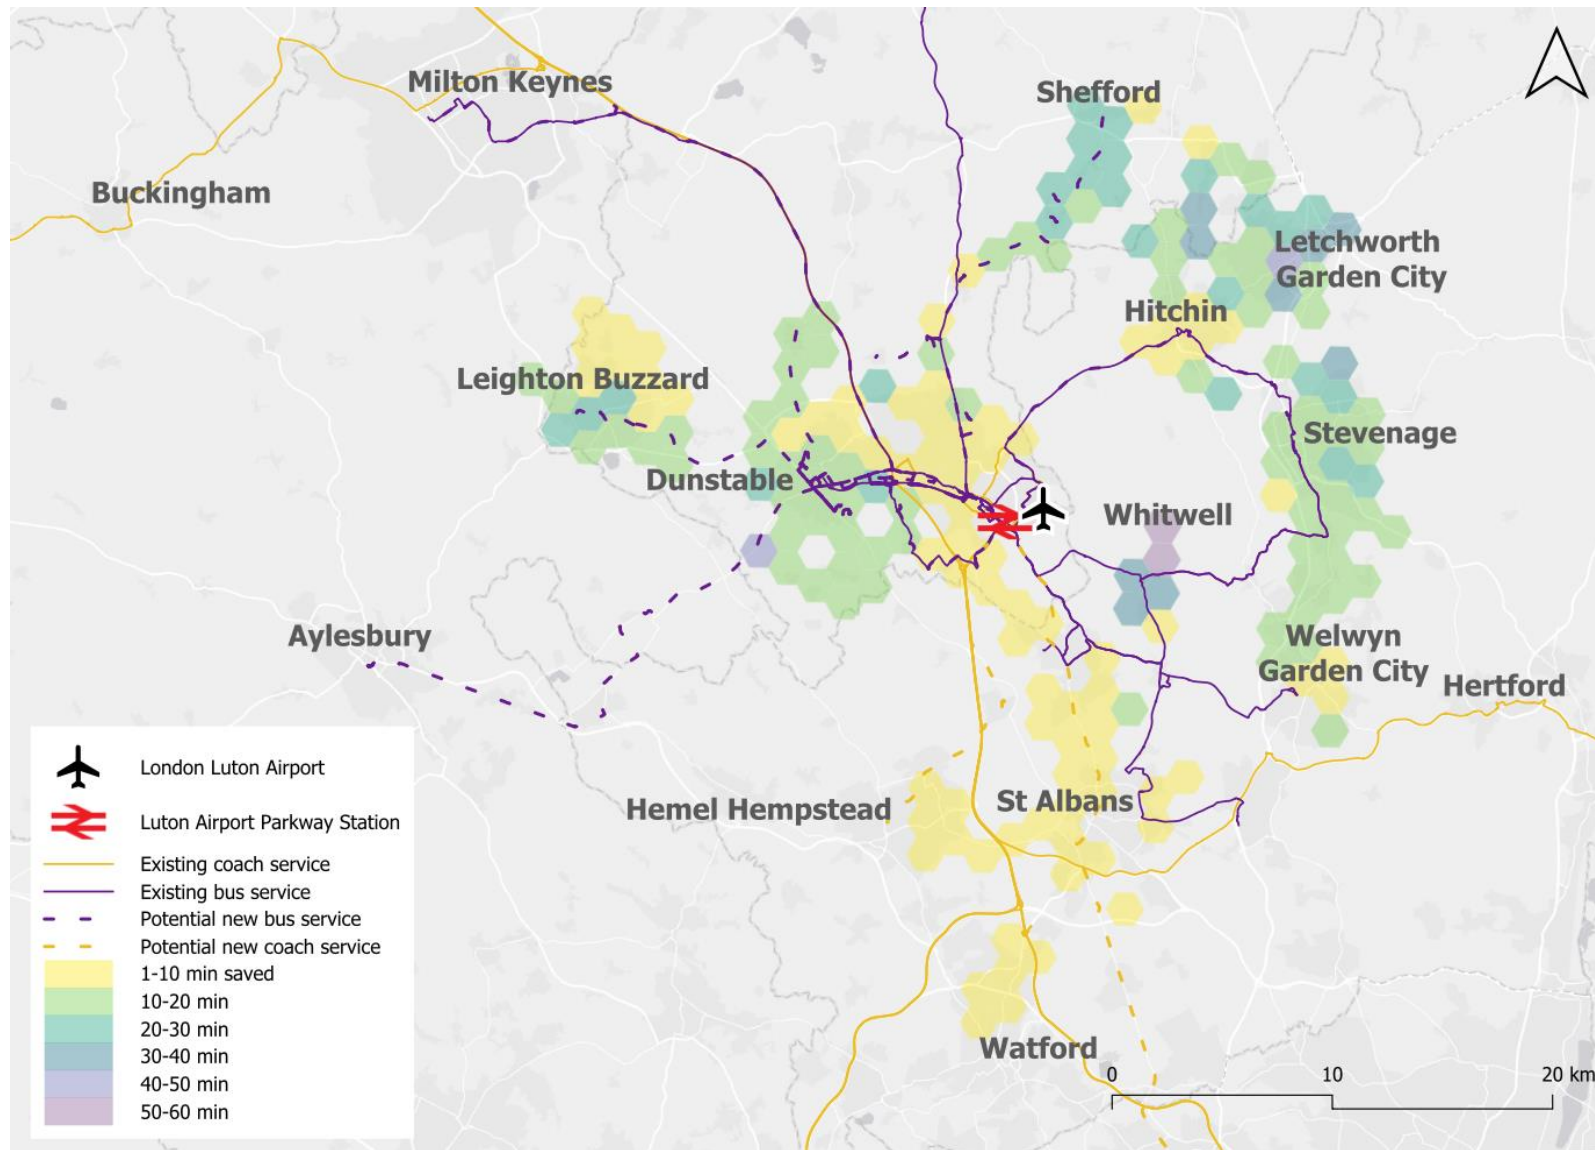 Milton Keynes
Shefford
Buckingham
Letchworth
Garden City
Hitchin
Leighton Buzzard
Stevenage
Dunstable
Whitwell
Aylesbury
Welwyn
Garden City
Hertford
Hemel Hempstead
St Albans
Watford
London Luton Airport
Luton Airport Parkway Station
Existing coach service
Existing bus service
Potential new bus service
Potential new coach service
1-10 min saved
10-20 min
20-30 min
30-40 min
40-50 min
50-60 min
0 10 20 km